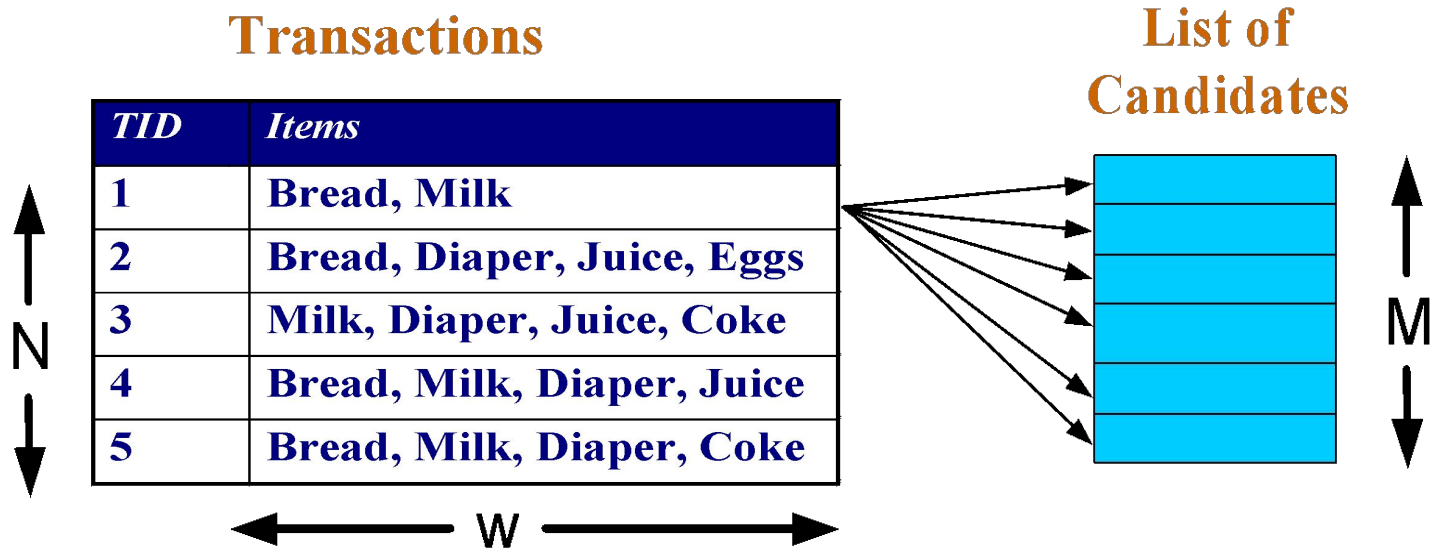 Transactions
List of
Candidates
TID Items
1 Bread, Milk
2 Bread, Diaper, Juice, Eggs
3 Milk, Diaper, Juice, Coke
4 Bread, Milk, Diaper, Juice
5 Bread, Milk, Diaper, Coke
N
M
W